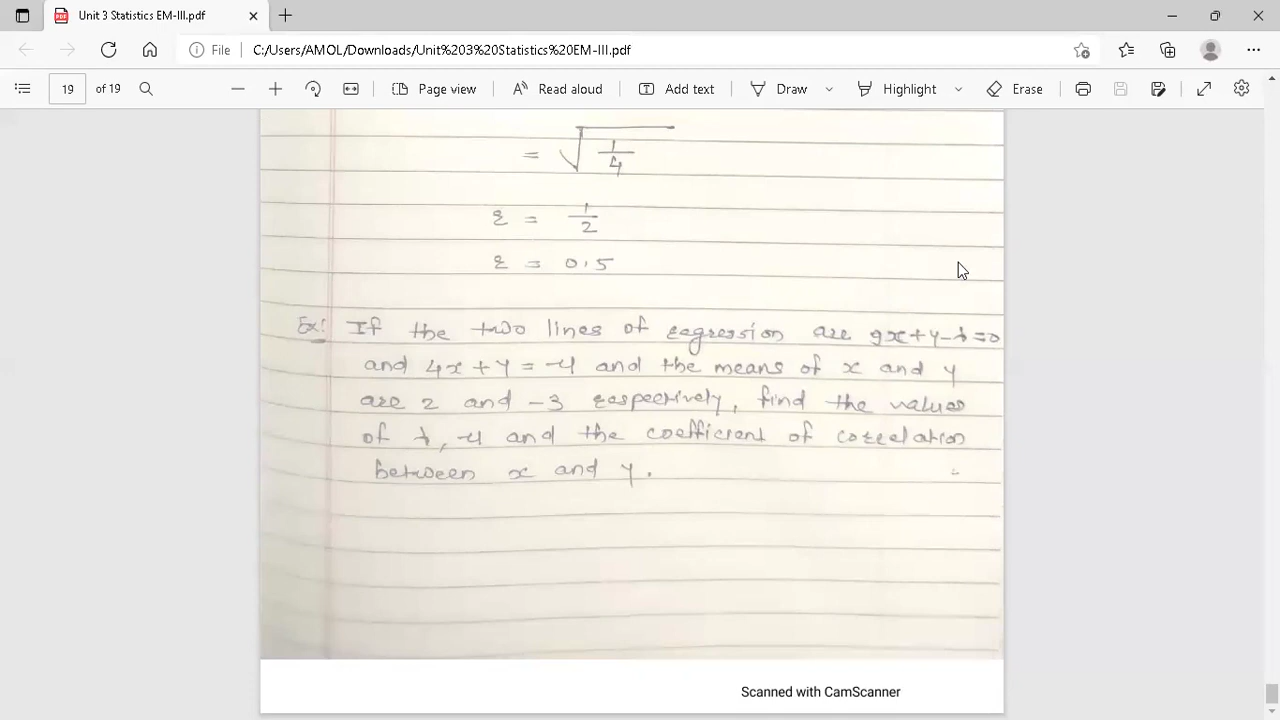 Unit 3 Statistics EM-III.pdf
File C:/Users/AMOL/Downloads/Unit%203%20Statistics%20EM-III.pdf
19 of 19 Page view Read aloud Add text Draw Highlight Erase
= √1/4
r = 1/2
r = 0.5
Ex: If the two lines of regression are 9x+y-λ=0
and 4x+y=μ and the means of x and y
are 2 and -3 respectively, find the values
of λ, μ and the coefficient of correlation
between x and y.
Scanned with CamScanner